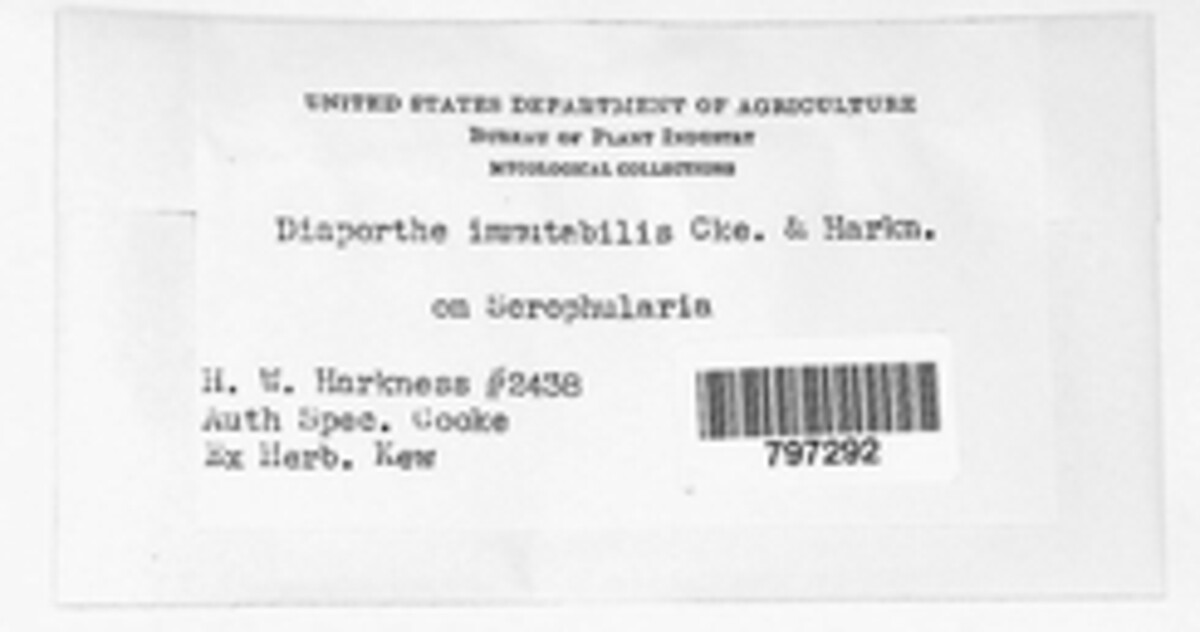 UNITED STATES DEPARTMENT OF AGRICULTURE
BUREAU OF PLANT INDUSTRY
MYCOLOGICAL COLLECTIONS
Diaporthe immutabilis Cke. & Harkn.
on Scrophularia
H. W. Harkness #2438
Auth Spec. Cooke
Ex Herb. Kew
797292